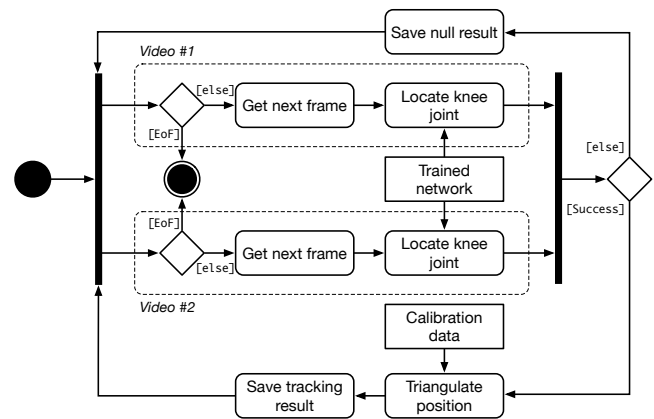 Save null result
Video #1
[else]
Get next frame
Locate knee
joint
[EoF]
[else]
Trained
network
[Success]
[EoF]
[else]
Get next frame
Locate knee
joint
Video #2
Calibration
data
Save tracking
result
Triangulate
position